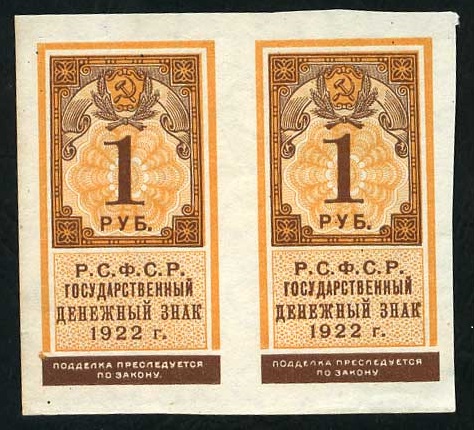 1
РУБ.
Р.С.Ф.С.Р.
ГОСУДАРСТВЕННЫЙ
ДЕНЕЖНЫЙ ЗНАК
1922 г.
ПОДДЕЛКА ПРЕСЛЕДУЕТСЯ
ПО ЗАКОНУ.
1
РУБ.
Р.С.Ф.С.Р.
ГОСУДАРСТВЕННЫЙ
ДЕНЕЖНЫЙ ЗНАК
1922 г.
ПОДДЕЛКА ПРЕСЛЕДУЕТСЯ
ПО ЗАКОНУ